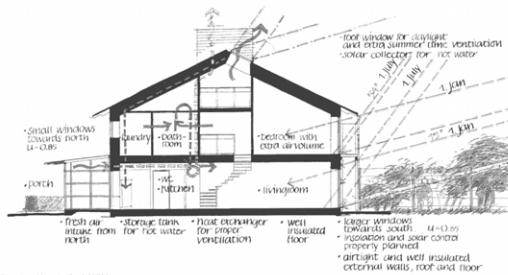 • roof window for daylight
and extra summer time ventilation
• solar collector for hot water
1. july
1. july
1. jan
1. jan
• small windows
towards north
u=0.85
laundry
• bath-
room
• bedroom with
extra air volume
• porch
• wc
• kitchen
• livingroom
• fresh air
intake from
north
• storage tank
for hot water
• heat exchanger
for proper
ventilation
• well
insulated
floor
• larger windows
towards south u=0.85
• insolation and solar control
properly planned
• airtight and well insulated
external walls, roof and floor